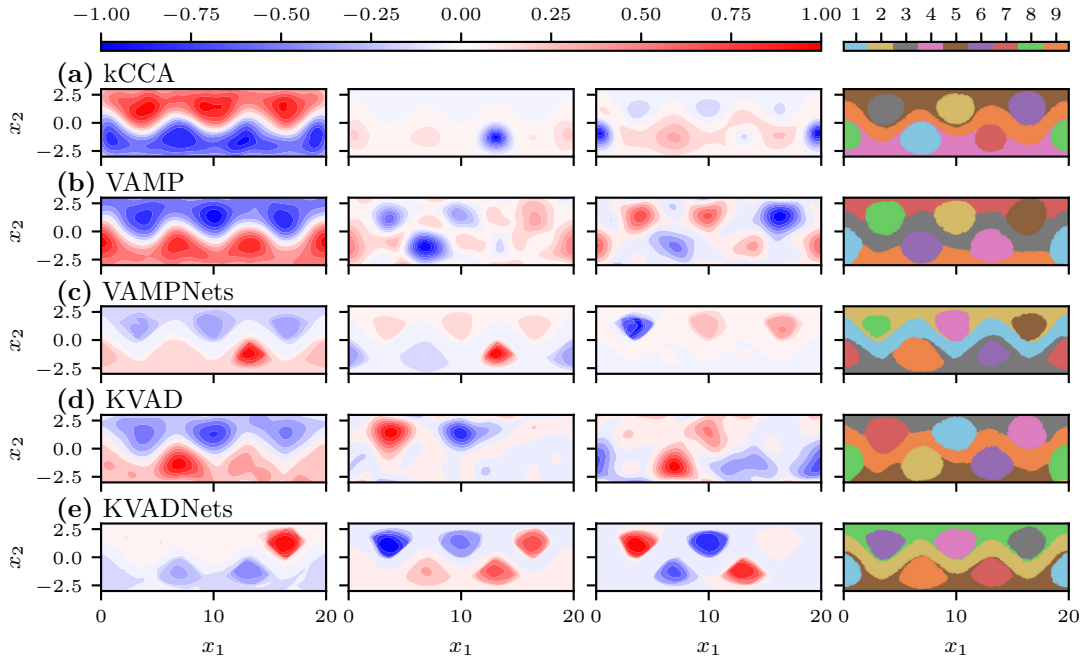 −1.00 −0.75 −0.50 −0.25 0.00 0.25 0.50 0.75 1.00 1 2 3 4 5 6 7 8 9
(a) kCCA
x₂ 2.5 0.0 −2.5
(b) VAMP
x₂ 2.5 0.0 −2.5
(c) VAMPNets
x₂ 2.5 0.0 −2.5
(d) KVAD
x₂ 2.5 0.0 −2.5
(e) KVADNets
x₂ 2.5 0.0 −2.5
0 10 20 0 10 20 0 10 20 0 10 20
x₁ x₁ x₁ x₁